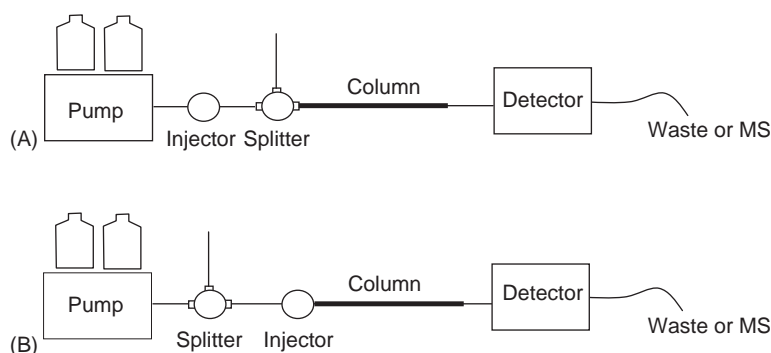 Column
Pump
Detector
(A)
Injector Splitter
Waste or MS
Column
Pump
Detector
(B)
Splitter Injector
Waste or MS